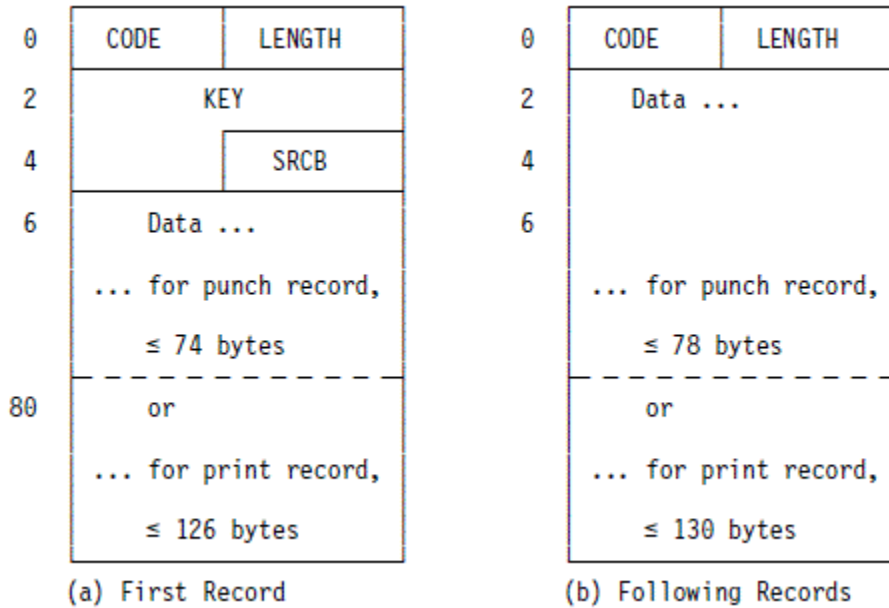 0 CODE LENGTH
2 KEY
4 SRCB
6 Data ...
... for punch record,
≤ 74 bytes
80 or
... for print record,
≤ 126 bytes
(a) First Record
0 CODE LENGTH
2 Data ...
4
6
... for punch record,
≤ 78 bytes
or
... for print record,
≤ 130 bytes
(b) Following Records